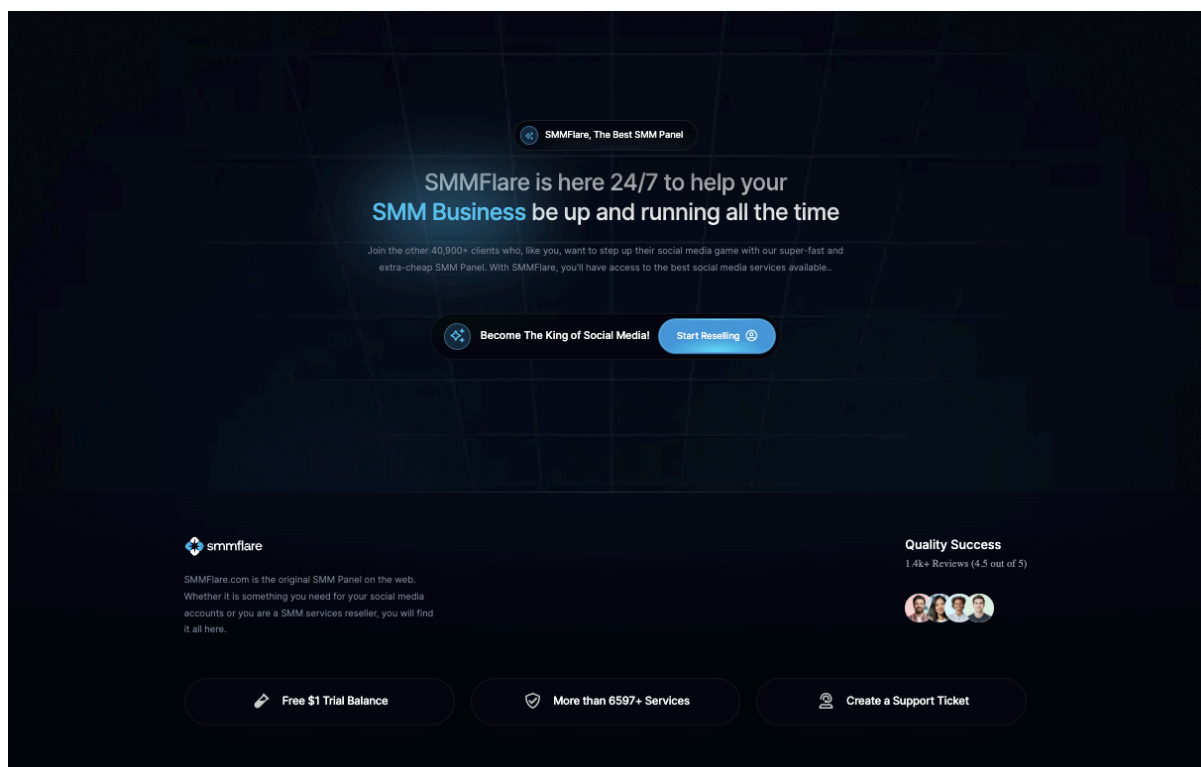 SMMFlare, The Best SMM Panel
SMMFlare is here 24/7 to help your
SMM Business be up and running all the time
Join the other 40,900+ clients who, like you, want to step up their social media game with our super-fast and
extra-cheap SMM Panel. With SMMFlare, you'll have access to the best social media services available..
Become The King of Social Media!
Start Reselling
smmflare
SMMFlare.com is the original SMM Panel on the web.
Whether it is something you need for your social media
accounts or you are a SMM services reseller, you will find
it all here.
Quality Success
1.4k+ Reviews (4.5 out of 5)
Free $1 Trial Balance
More than 6597+ Services
Create a Support Ticket